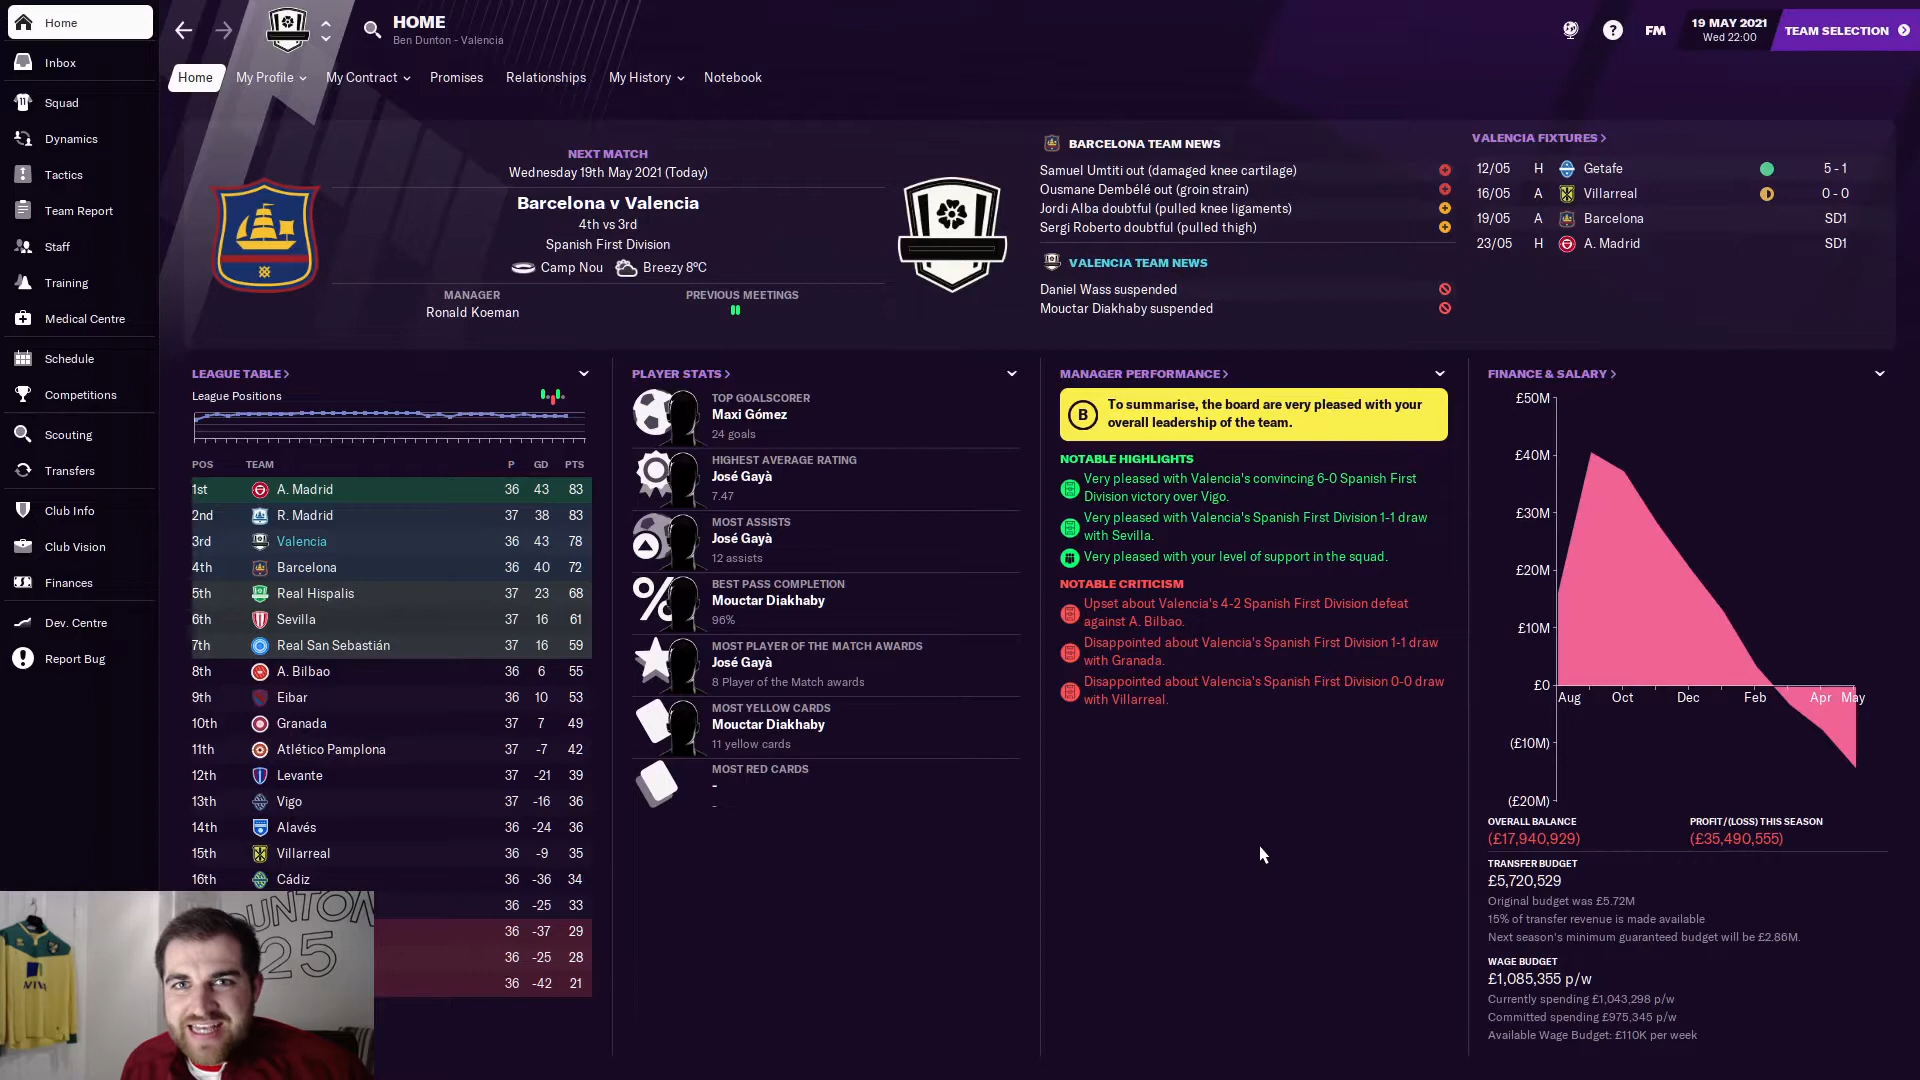 Home
Inbox
Squad
Dynamics
Tactics
Team Report
Staff
Training
Medical Centre
Schedule
Competitions
Scouting
Transfers
Club Info
Club Vision
Finances
Dev. Centre
Report Bug
HOME
Ben Dunton - Valencia
FM
19 MAY 2021
Wed 22:00
TEAM SELECTION
Home My Profile My Contract Promises Relationships My History Notebook
NEXT MATCH
Wednesday 19th May 2021 (Today)
Barcelona v Valencia
4th vs 3rd
Spanish First Division
Camp Nou Breezy 8°C
MANAGER
Ronald Koeman
PREVIOUS MEETINGS
BARCELONA TEAM NEWS
Samuel Umtiti out (damaged knee cartilage)
Ousmane Dembélé out (groin strain)
Jordi Alba doubtful (pulled knee ligaments)
Sergi Roberto doubtful (pulled thigh)
VALENCIA TEAM NEWS
Daniel Wass suspended
Mouctar Diakhaby suspended
VALENCIA FIXTURES >
12/05 H Getafe 5 - 1
16/05 A Villarreal 0 - 0
19/05 A Barcelona SD1
23/05 H A. Madrid SD1
LEAGUE TABLE >
League Positions
POS TEAM P GD PTS
1st A. Madrid 36 43 83
2nd R. Madrid 37 38 83
3rd Valencia 36 43 78
4th Barcelona 36 40 72
5th Real Hispalis 37 23 68
6th Sevilla 37 16 61
7th Real San Sebastián 37 16 59
8th A. Bilbao 36 6 55
9th Eibar 36 10 53
10th Granada 37 7 49
11th Atlético Pamplona 37 -7 42
12th Levante 37 -21 39
13th Vigo 37 -16 36
14th Alavés 36 -24 36
15th Villarreal 36 -9 35
16th Cádiz 36 -36 34
36 -25 33
36 -37 29
36 -25 28
36 -42 21
PLAYER STATS >
TOP GOALSCORER
Maxi Gómez
24 goals
HIGHEST AVERAGE RATING
José Gayà
7.47
MOST ASSISTS
José Gayà
12 assists
BEST PASS COMPLETION
Mouctar Diakhaby
96%
MOST PLAYER OF THE MATCH AWARDS
José Gayà
8 Player of the Match awards
MOST YELLOW CARDS
Mouctar Diakhaby
11 yellow cards
MOST RED CARDS
-
-
MANAGER PERFORMANCE >
B
To summarise, the board are very pleased with your
overall leadership of the team.
NOTABLE HIGHLIGHTS
Very pleased with Valencia's convincing 6-0 Spanish First
Division victory over Vigo.
Very pleased with Valencia's Spanish First Division 1-1 draw
with Sevilla.
Very pleased with your level of support in the squad.
NOTABLE CRITICISM
Upset about Valencia's 4-2 Spanish First Division defeat
against A. Bilbao.
Disappointed about Valencia's Spanish First Division 1-1 draw
with Granada.
Disappointed about Valencia's Spanish First Division 0-0 draw
with Villarreal.
FINANCE & SALARY >
£50M
£40M
£30M
£20M
£10M
£0
(£10M)
(£20M)
Aug Oct Dec Feb Apr May
OVERALL BALANCE
(£17,940,929)
PROFIT/(LOSS) THIS SEASON
(£35,490,555)
TRANSFER BUDGET
£5,720,529
Original budget was £5.72M
15% of transfer revenue is made available
Next season's minimum guaranteed budget will be £2.86M.
WAGE BUDGET
£1,085,355 p/w
Currently spending £1,043,298 p/w
Committed spending £975,345 p/w
Available Wage Budget: £110K per week
DUNTON
25
AVIVA